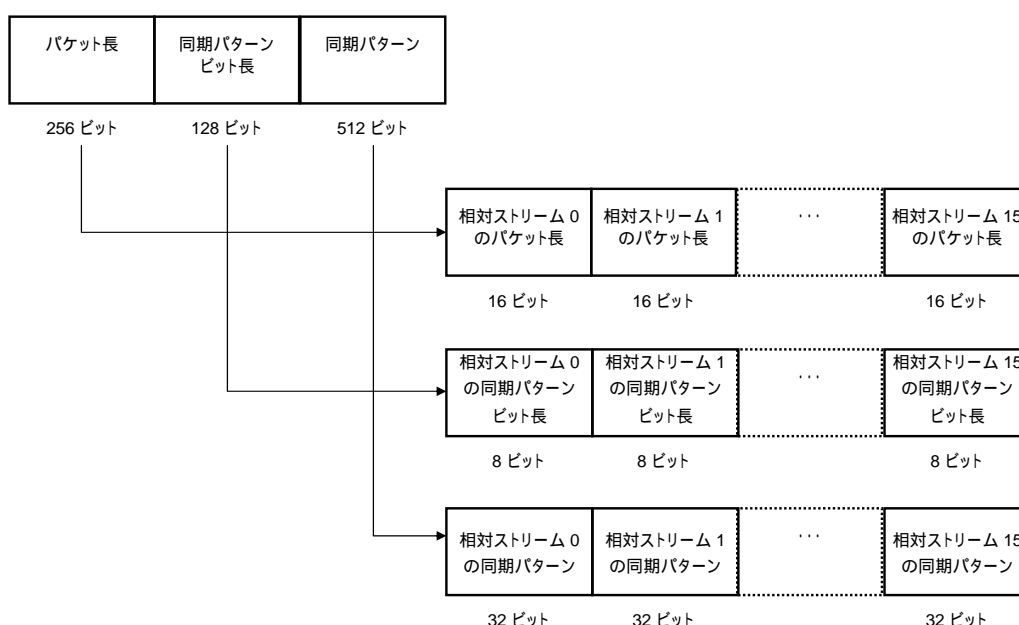 パケット長
同期パターン
ビット長
同期パターン
256 ビット
128 ビット
512 ビット
相対ストリーム 0
のパケット長
相対ストリーム 1
のパケット長
···
相対ストリーム 15
のパケット長
16 ビット
16 ビット
16 ビット
相対ストリーム 0
の同期パターン
ビット長
相対ストリーム 1
の同期パターン
ビット長
···
相対ストリーム 15
の同期パターン
ビット長
8 ビット
8 ビット
8 ビット
相対ストリーム 0
の同期パターン
相対ストリーム 1
の同期パターン
···
相対ストリーム 15
の同期パターン
32 ビット
32 ビット
32 ビット